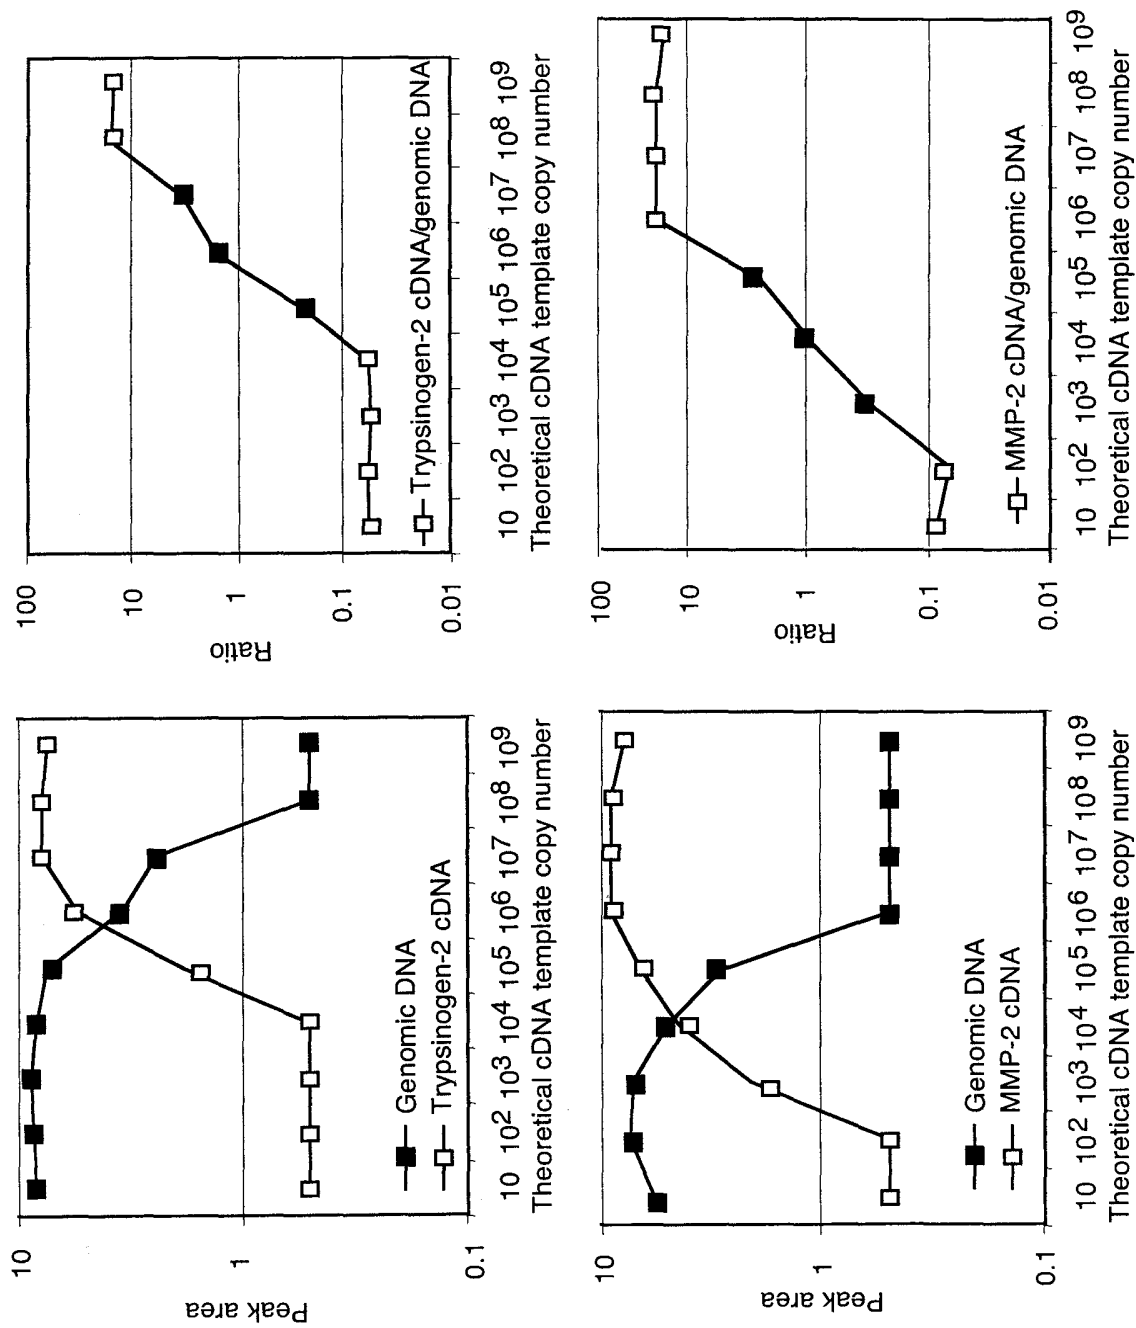 100
10
1
0.1
0.01
Ratio
10 10² 10³ 10⁴ 10⁵ 10⁶ 10⁷ 10⁸ 10⁹
Theoretical cDNA template copy number
Trypsinogen-2 cDNA/genomic DNA
100
10
1
0.1
0.01
Ratio
10 10² 10³ 10⁴ 10⁵ 10⁶ 10⁷ 10⁸ 10⁹
Theoretical cDNA template copy number
MMP-2 cDNA/genomic DNA
10
1
0.1
Peak area
10 10² 10³ 10⁴ 10⁵ 10⁶ 10⁷ 10⁸ 10⁹
Theoretical cDNA template copy number
Genomic DNA
Trypsinogen-2 cDNA
10
1
0.1
Peak area
10 10² 10³ 10⁴ 10⁵ 10⁶ 10⁷ 10⁸ 10⁹
Theoretical cDNA template copy number
Genomic DNA
MMP-2 cDNA